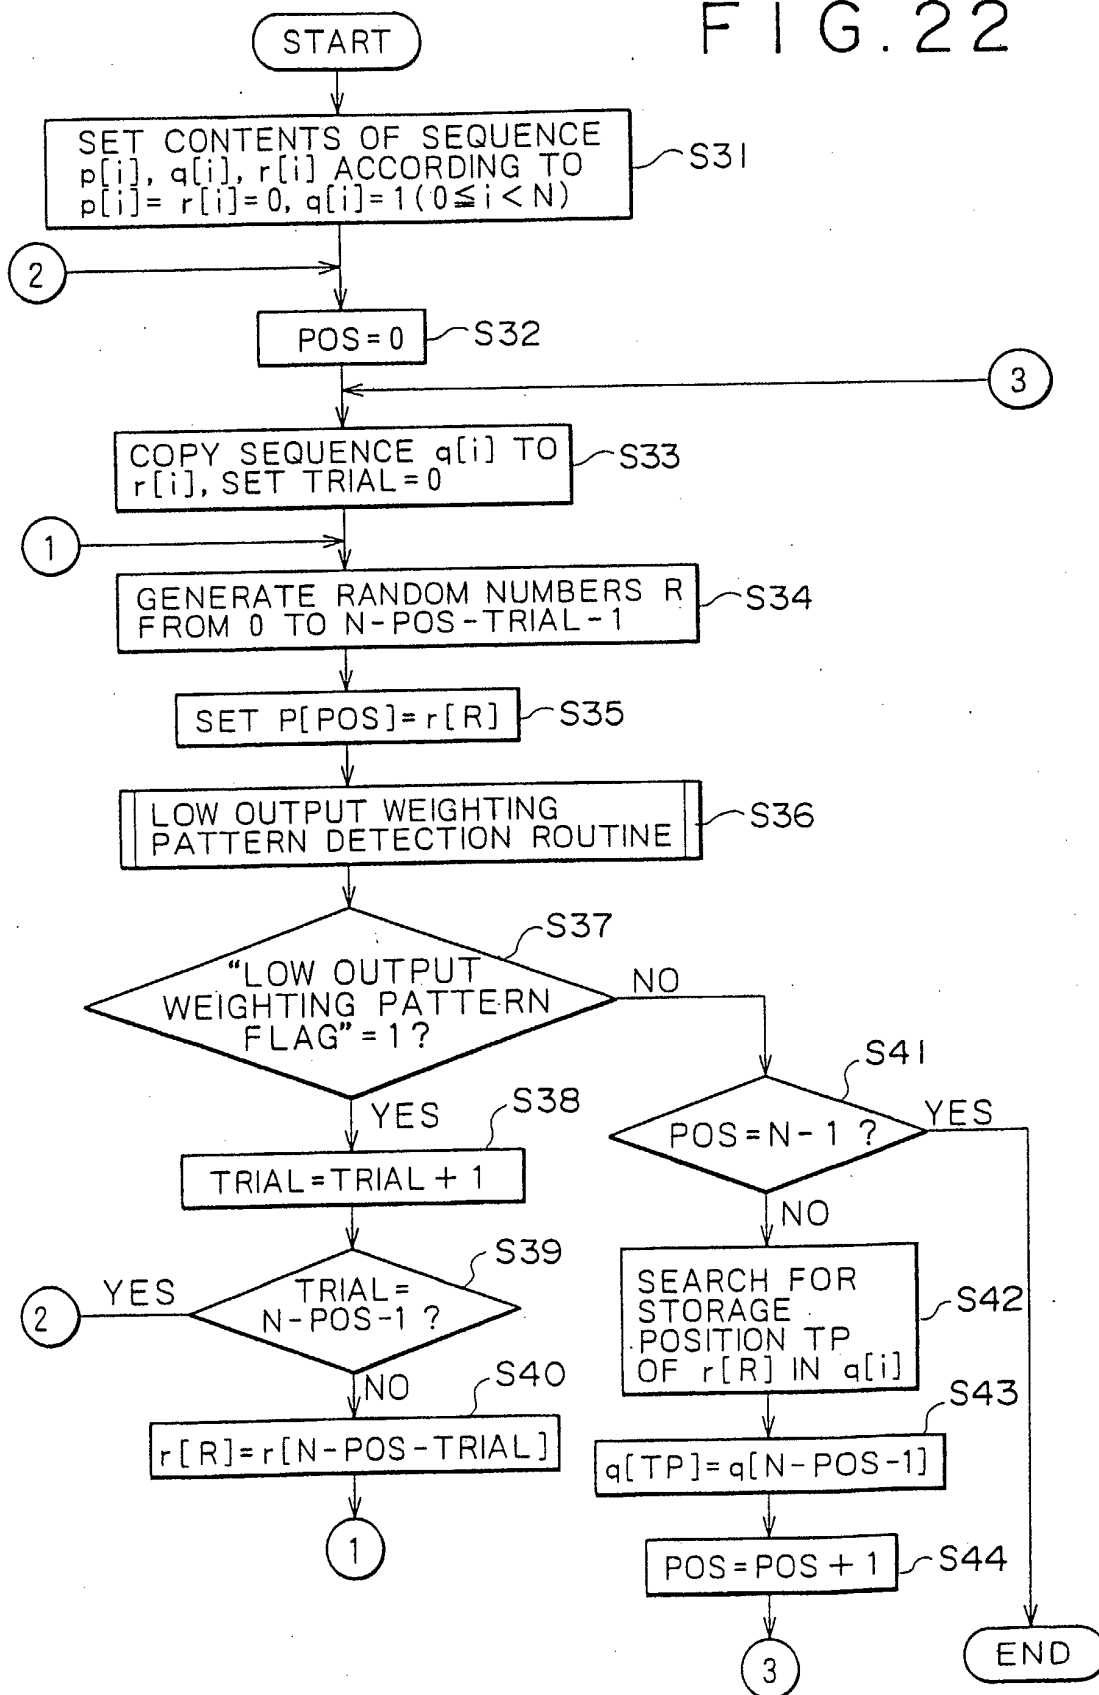 FIG.22
START
SET CONTENTS OF SEQUENCE
p[i], q[i], r[i] ACCORDING TO
p[i]= r[i]=0, q[i]=1(0≦i<N)
S31
2
POS=0
S32
3
COPY SEQUENCE q[i] TO
r[i], SET TRIAL=0
S33
1
GENERATE RANDOM NUMBERS R
FROM 0 TO N-POS-TRIAL-1
S34
SET P[POS]=r[R]
S35
LOW OUTPUT WEIGHTING
PATTERN DETECTION ROUTINE
S36
S37
"LOW OUTPUT
WEIGHTING PATTERN
FLAG"=1?
NO
YES
S38
TRIAL=TRIAL+1
S39
TRIAL=
N-POS-1?
YES
2
NO
S40
r[R]=r[N-POS-TRIAL]
1
S41
POS=N-1 ?
YES
NO
SEARCH FOR
STORAGE
POSITION TP
OF r[R] IN q[i]
S42
S43
q[TP]=q[N-POS-1]
POS=POS+1
S44
3
END